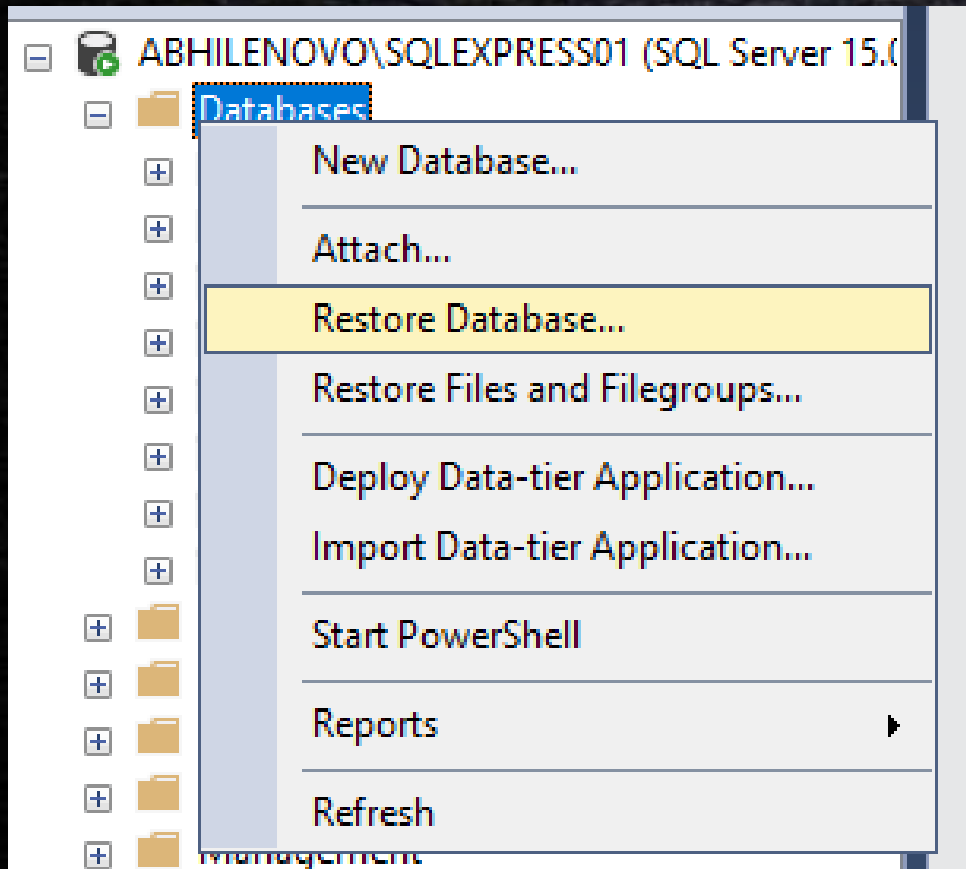 ABHILENOVO\SQLEXPRESS01 (SQL Server 15.0
Databases
New Database...
Attach...
Restore Database...
Restore Files and Filegroups...
Deploy Data-tier Application...
Import Data-tier Application...
Start PowerShell
Reports
Refresh
Management